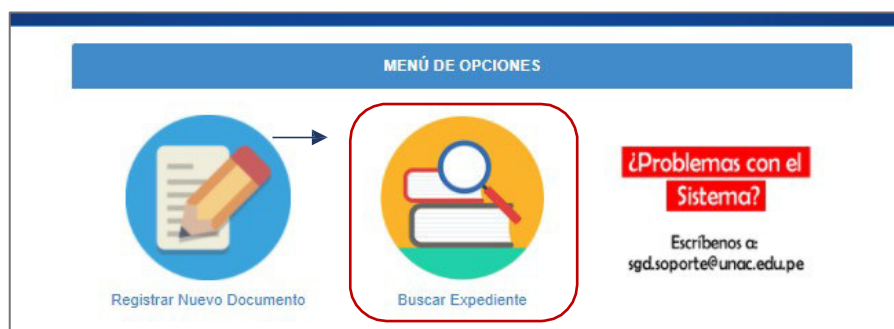 MENÚ DE OPCIONES
Registrar Nuevo Documento
Buscar Expediente
¿Problemas con el
Sistema?
Escríbenos a:
sgd.soporte@unac.edu.pe